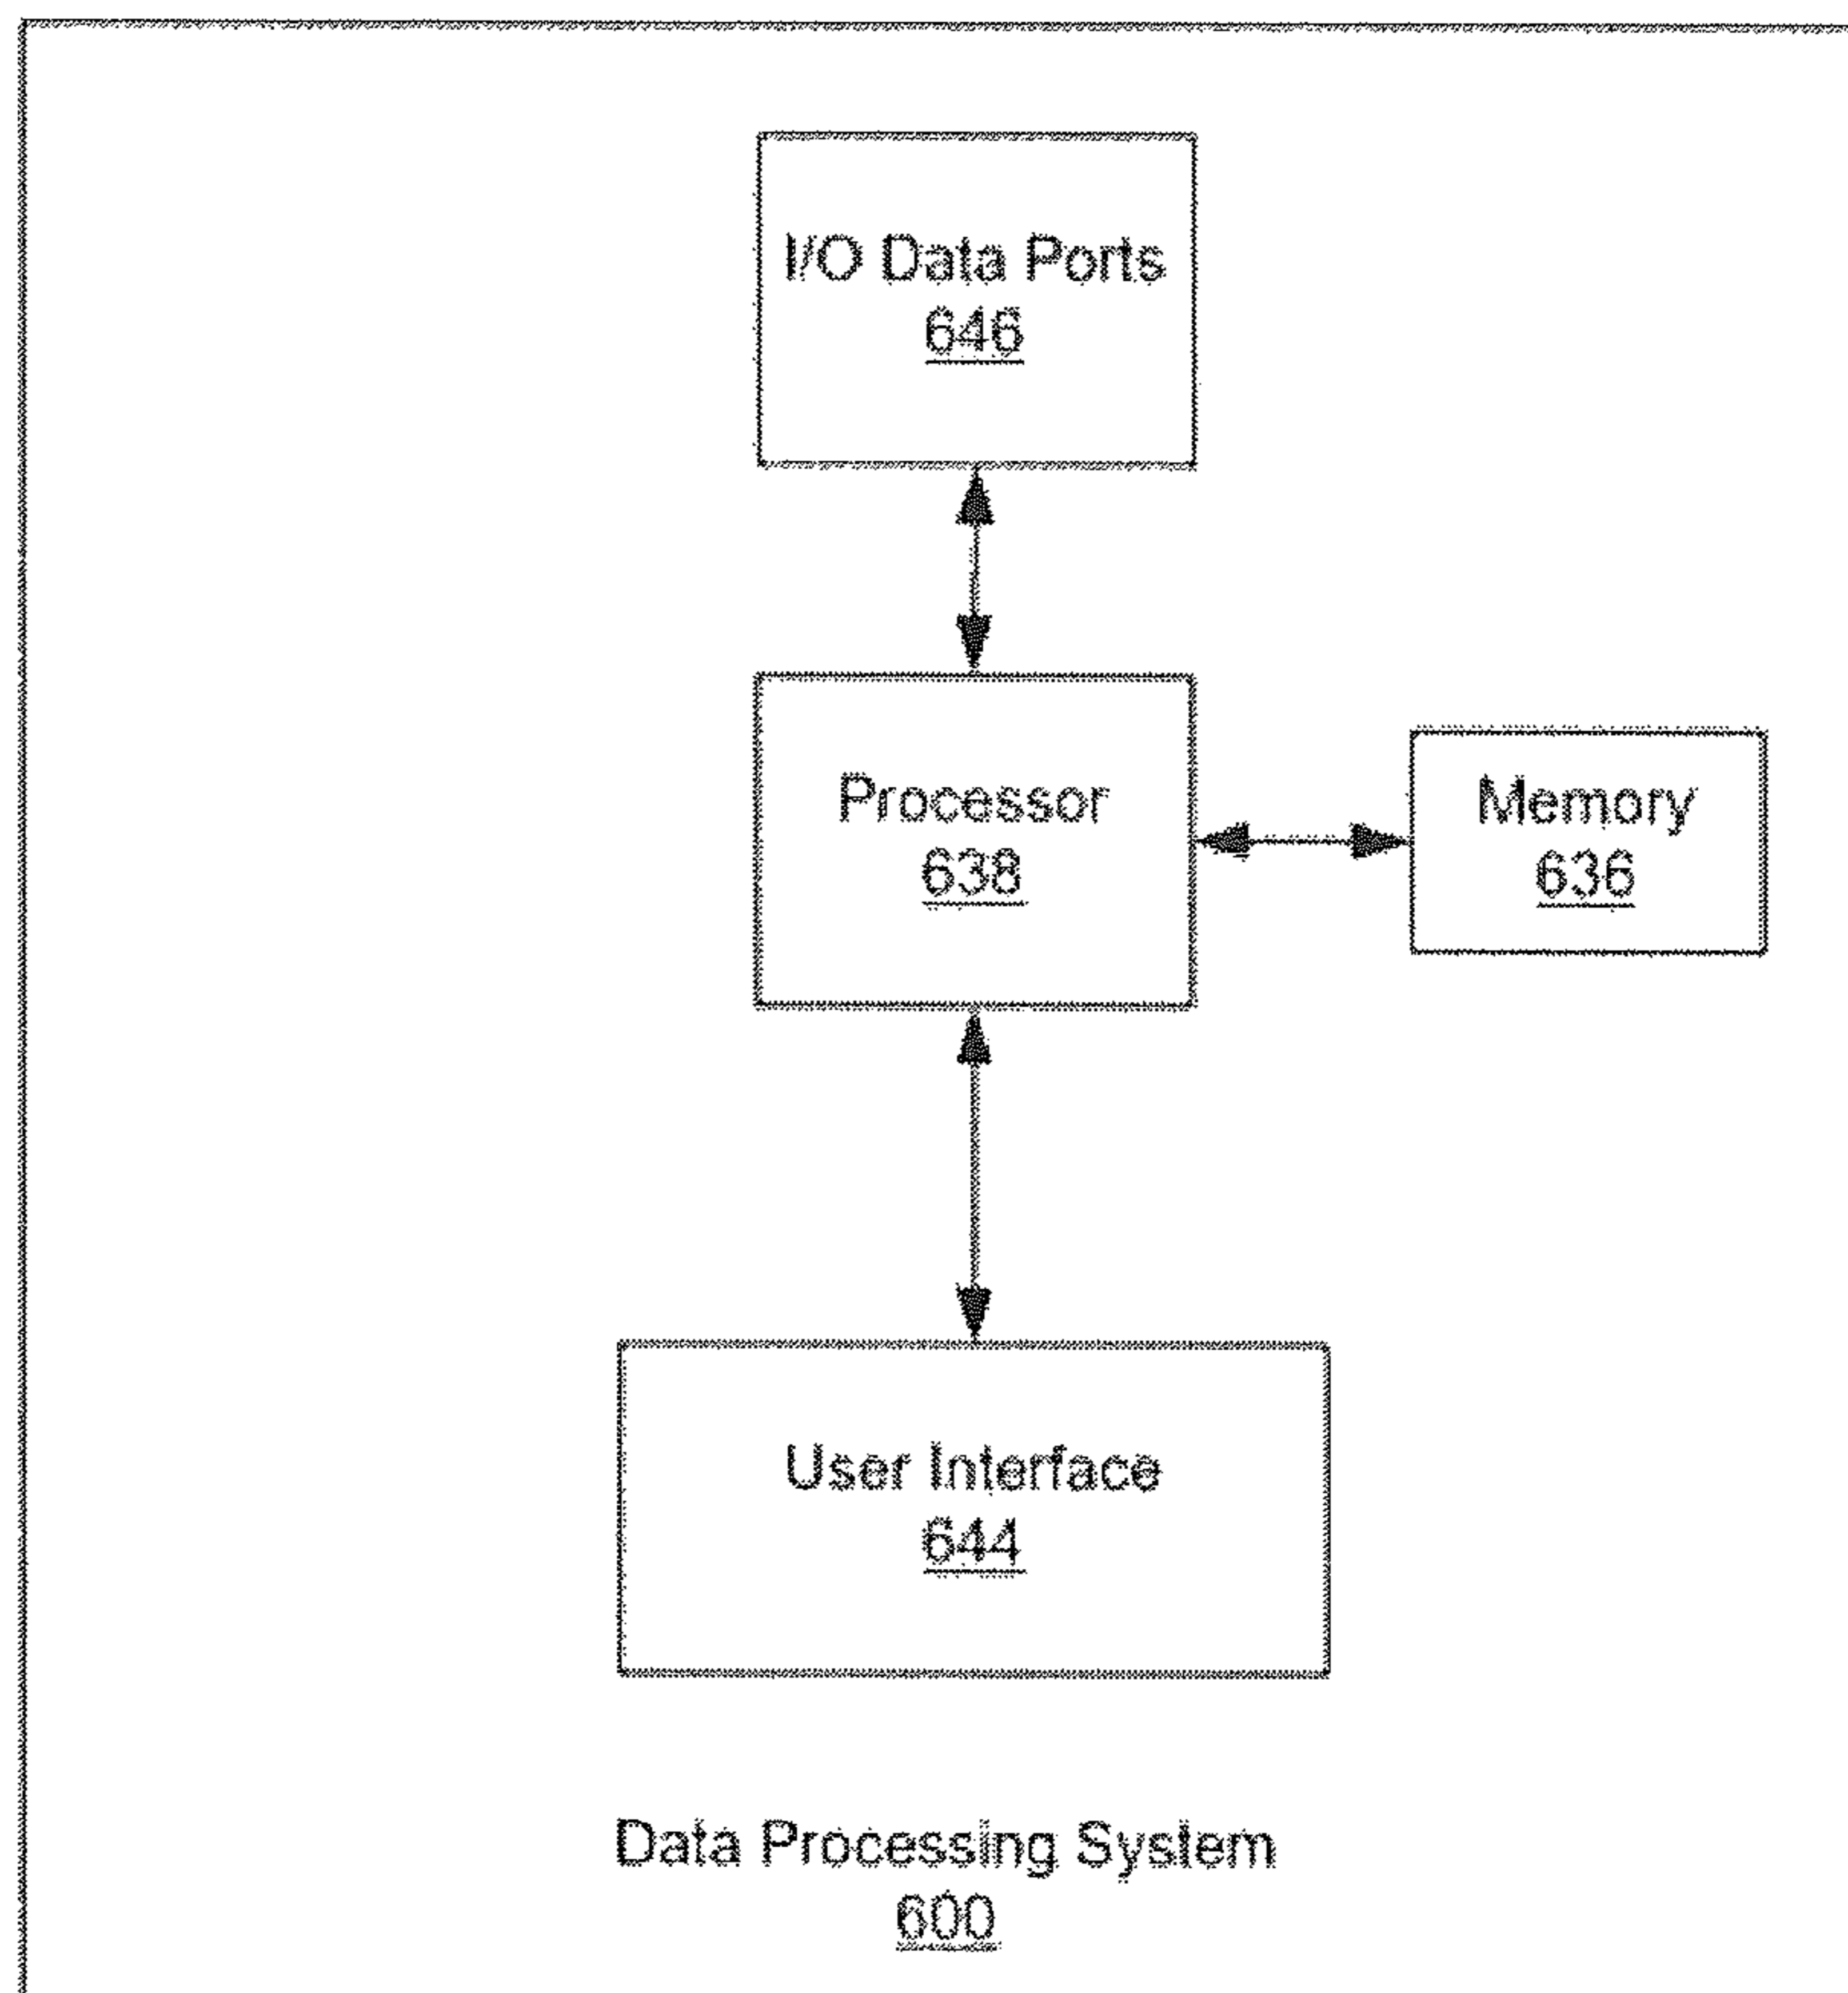 I/O Data Ports
646
Processor
638
Memory
636
User Interface
644
Data Processing System
600